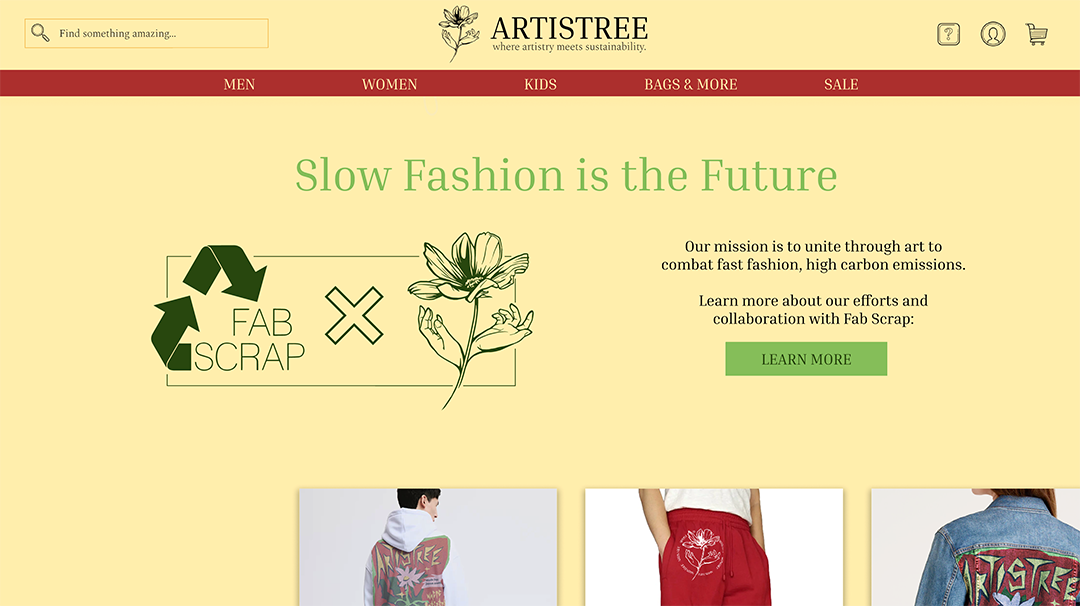 Find something amazing...
ARTISTREE
where artistry meets sustainability.
?
MEN WOMEN KIDS BAGS & MORE SALE
Slow Fashion is the Future
FAB
SCRAP
Our mission is to unite through art to
combat fast fashion, high carbon emissions.
Learn more about our efforts and
collaboration with Fab Scrap:
LEARN MORE
ARTISTREE
ARTISTREE